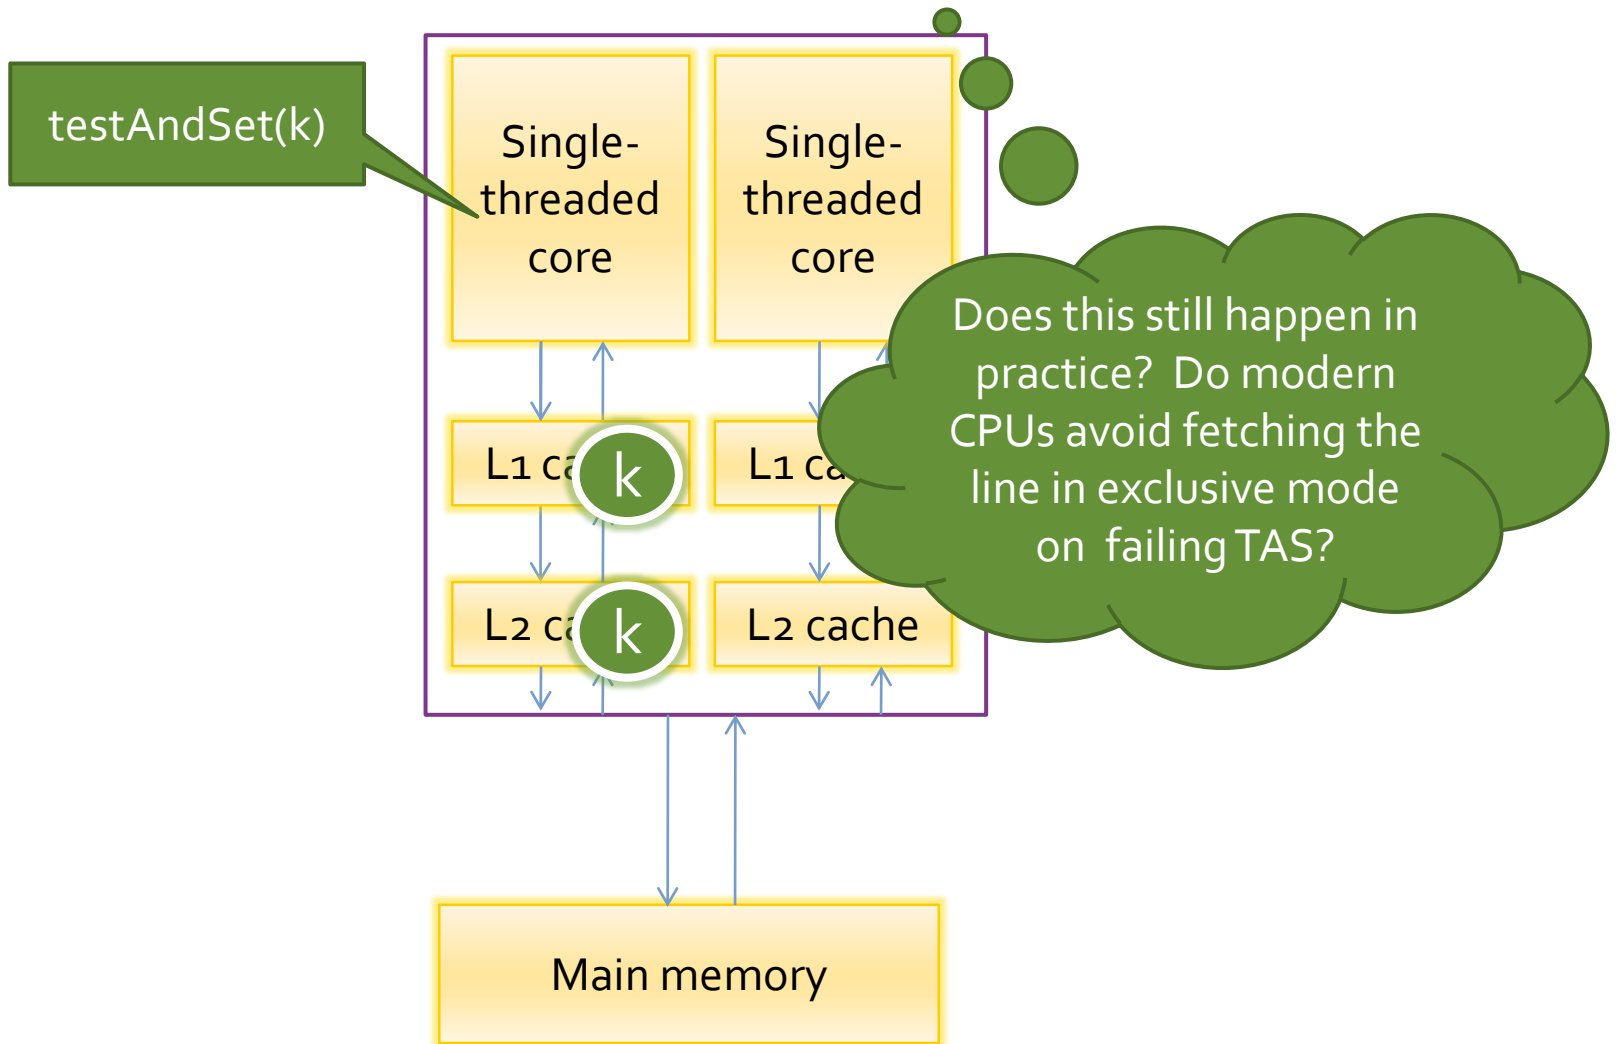 testAndSet(k)
Single-
threaded
core
Single-
threaded
core
Does this still happen in
practice? Do modern
CPUs avoid fetching the
line in exclusive mode
on failing TAS?
L1 ca
k
L1 ca
L2 ca
k
L2 cache
Main memory